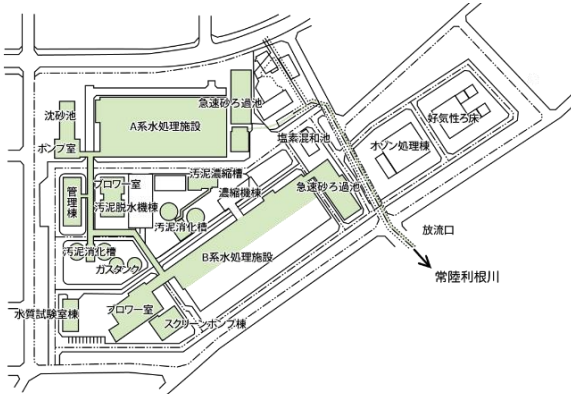 沈砂池
急速砂ろ過池
A系水処理施設
ポンプ室
塩素混和池
好気性ろ床
オゾン処理棟
管理棟
ブロワー室
汚泥濃縮槽
濃縮機棟
急速砂ろ過池
汚泥脱水機棟
汚泥消化槽
放流口
汚泥消化槽
ガスタンク
B系水処理施設
常陸利根川
水質試験室棟
ブロワー室
スクリーンポンプ棟